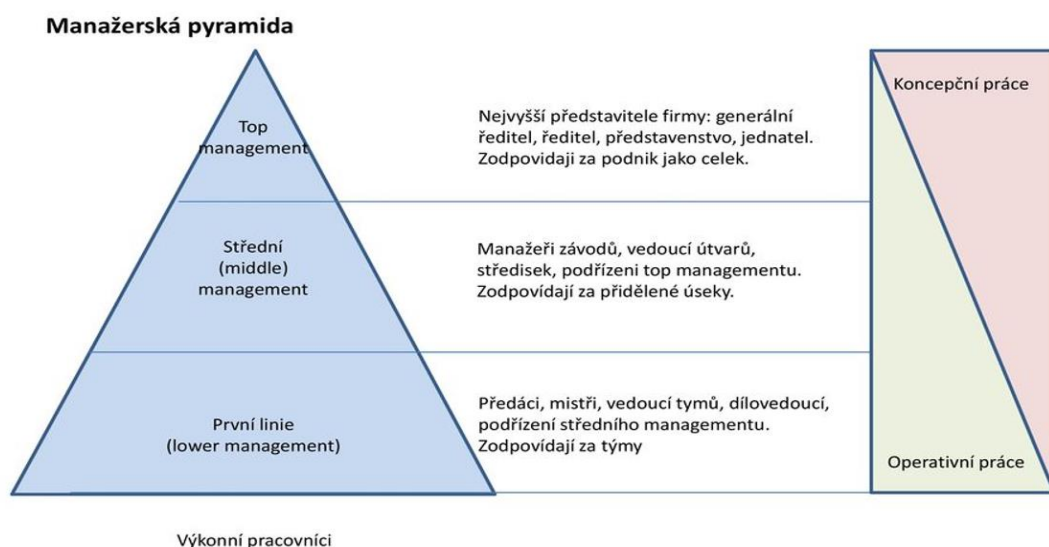 Manažerská pyramida
Top
management
Nejvyšší představitele firmy: generální
ředitel, ředitel, představenstvo, jednatel.
Zodpovidaji za podnik jako celek.
Koncepční práce
Střední
(middle)
management
Manažeři závodů, vedoucí útvarů,
středisek, podřízeni top managementu.
Zodpovídají za přidělené úseky.
První linie
(lower management)
Předáci, mistři, vedoucí tymů, dílovedoucí,
podřízení středního managementu.
Zodpovídají za týmy
Operativní práce
Výkonní pracovníci